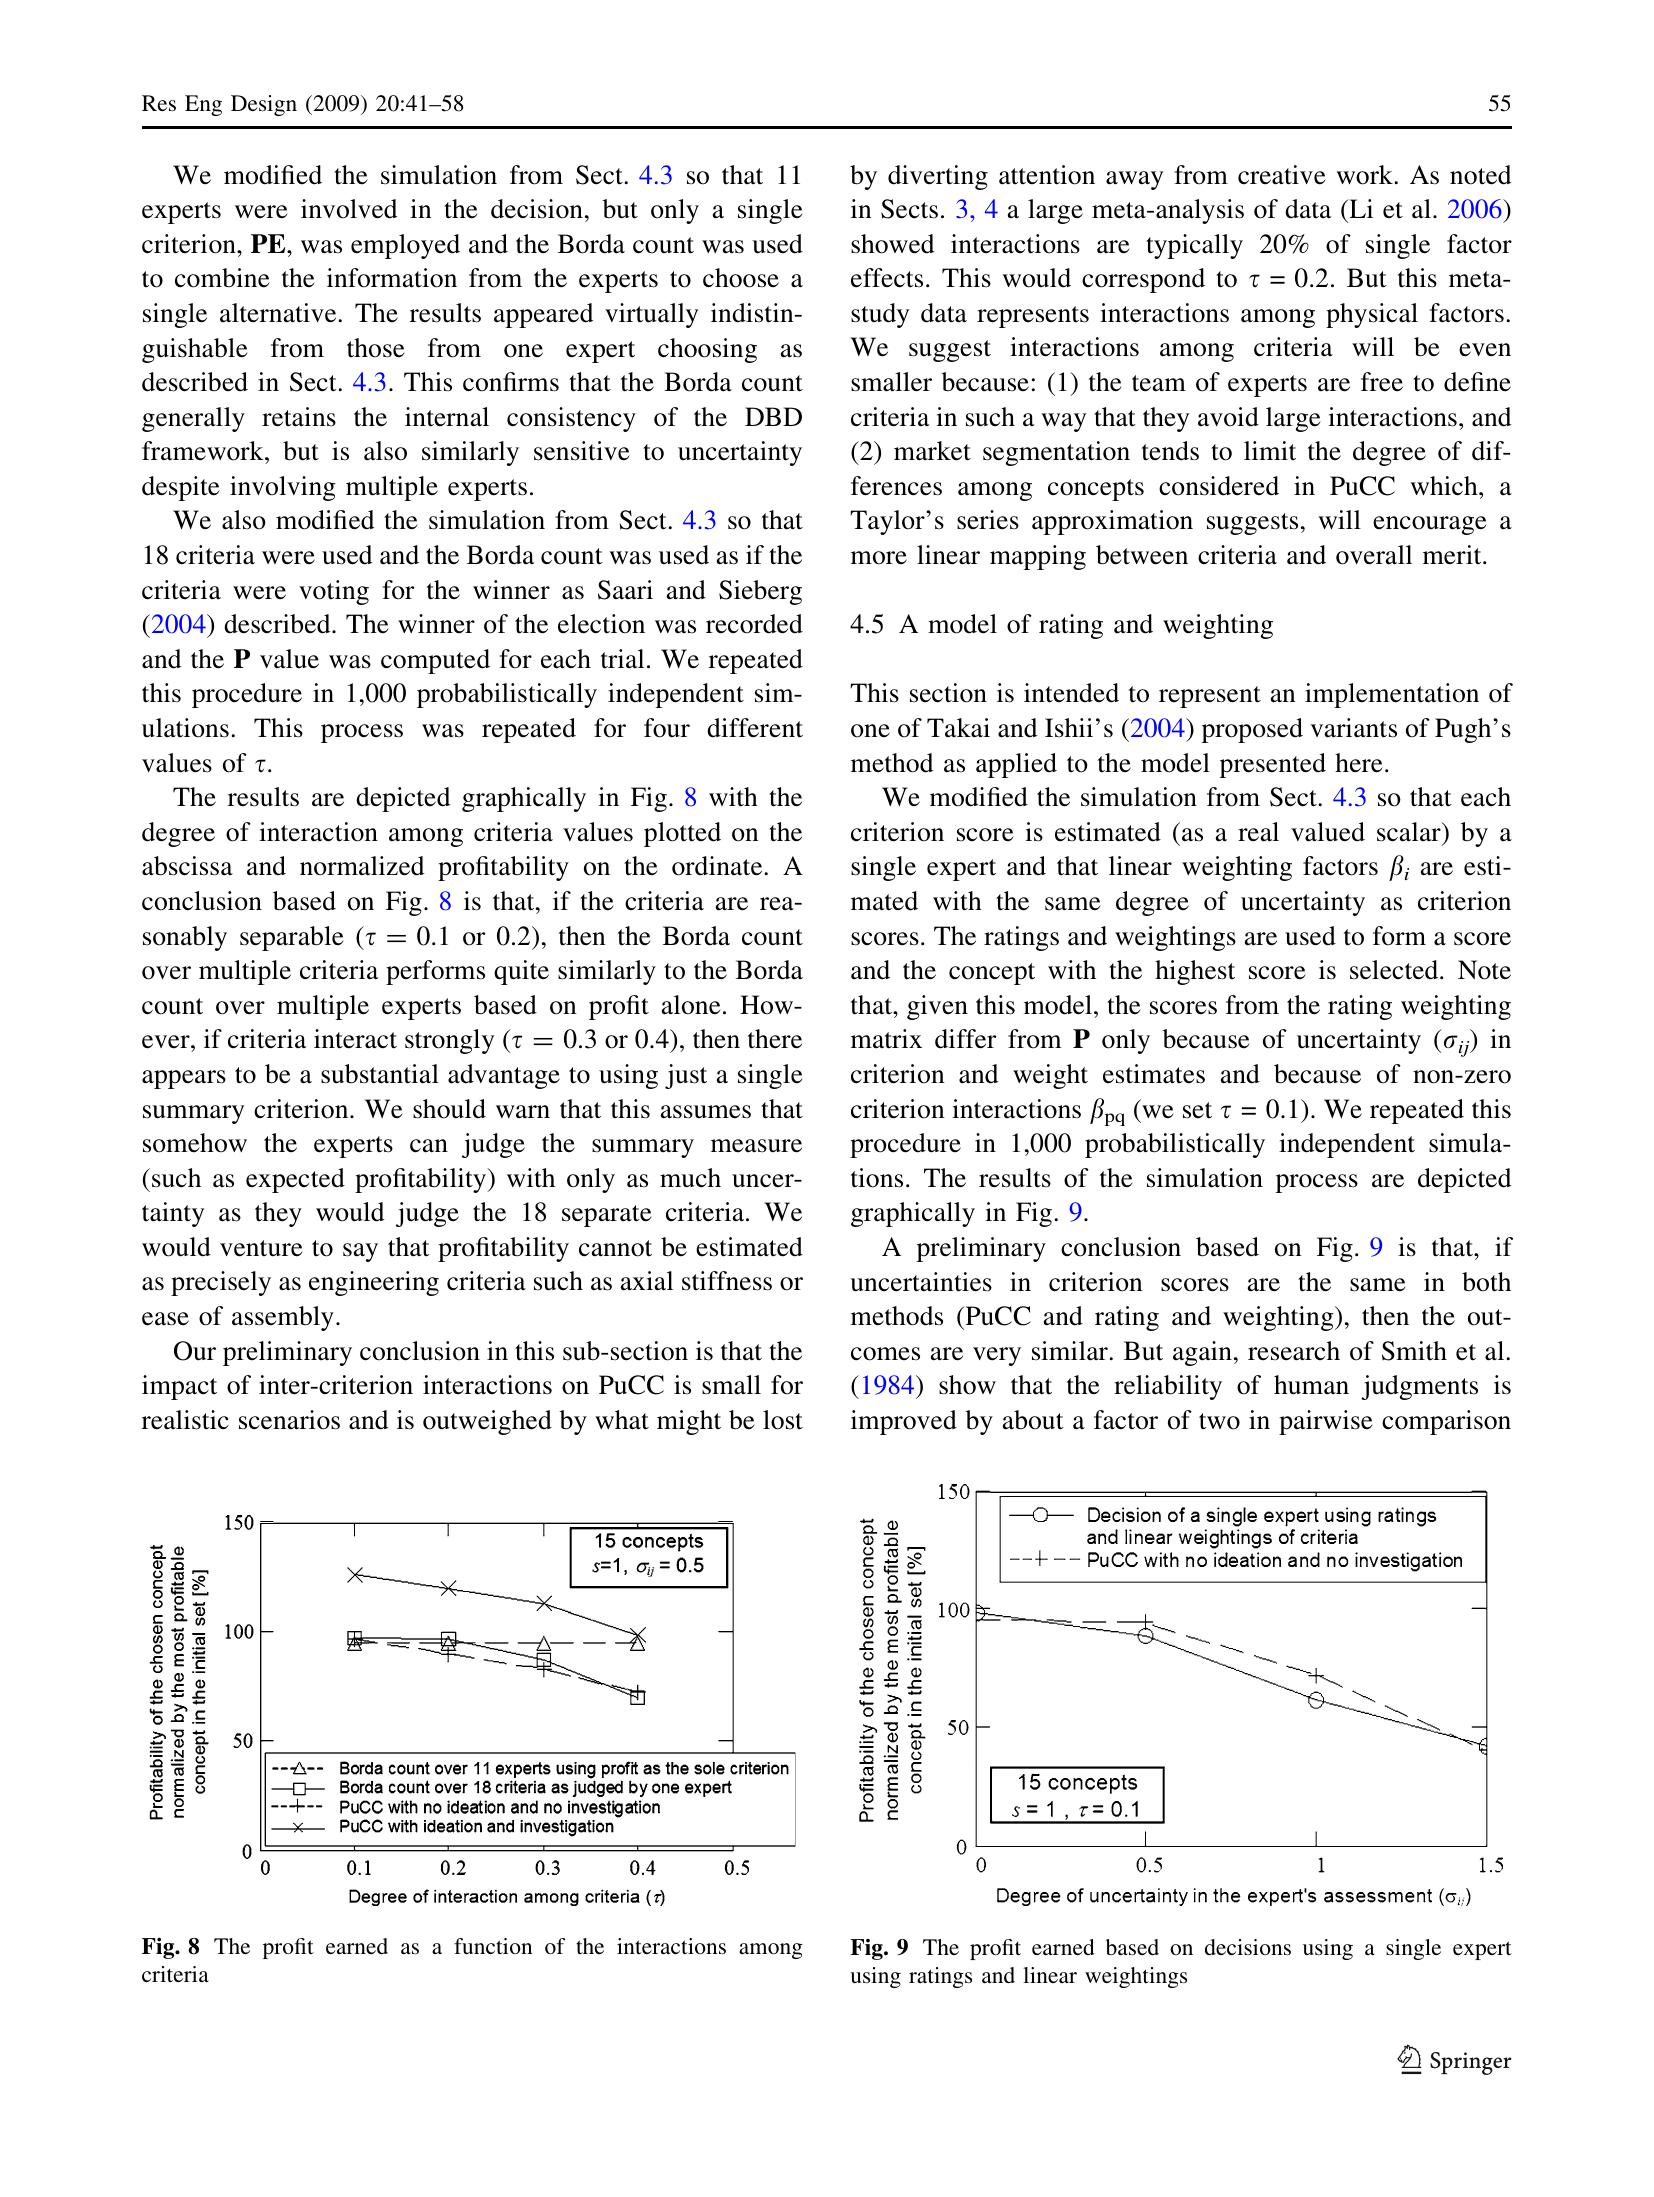 Res Eng Design (2009) 20:41–58
55
We modified the simulation from Sect. 4.3 so that 11
experts were involved in the decision, but only a single
criterion, PE, was employed and the Borda count was used
to combine the information from the experts to choose a
single alternative. The results appeared virtually indistin-
guishable from those from one expert choosing as
described in Sect. 4.3. This confirms that the Borda count
generally retains the internal consistency of the DBD
framework, but is also similarly sensitive to uncertainty
despite involving multiple experts.
We also modified the simulation from Sect. 4.3 so that
18 criteria were used and the Borda count was used as if the
criteria were voting for the winner as Saari and Sieberg
(2004) described. The winner of the election was recorded
and the P value was computed for each trial. We repeated
this procedure in 1,000 probabilistically independent sim-
ulations. This process was repeated for four different
values of τ.
The results are depicted graphically in Fig. 8 with the
degree of interaction among criteria values plotted on the
abscissa and normalized profitability on the ordinate. A
conclusion based on Fig. 8 is that, if the criteria are rea-
sonably separable (τ = 0.1 or 0.2), then the Borda count
over multiple criteria performs quite similarly to the Borda
count over multiple experts based on profit alone. How-
ever, if criteria interact strongly (τ = 0.3 or 0.4), then there
appears to be a substantial advantage to using just a single
summary criterion. We should warn that this assumes that
somehow the experts can judge the summary measure
(such as expected profitability) with only as much uncer-
tainty as they would judge the 18 separate criteria. We
would venture to say that profitability cannot be estimated
as precisely as engineering criteria such as axial stiffness or
ease of assembly.
Our preliminary conclusion in this sub-section is that the
impact of inter-criterion interactions on PuCC is small for
realistic scenarios and is outweighed by what might be lost
by diverting attention away from creative work. As noted
in Sects. 3, 4 a large meta-analysis of data (Li et al. 2006)
showed interactions are typically 20% of single factor
effects. This would correspond to τ = 0.2. But this meta-
study data represents interactions among physical factors.
We suggest interactions among criteria will be even
smaller because: (1) the team of experts are free to define
criteria in such a way that they avoid large interactions, and
(2) market segmentation tends to limit the degree of dif-
ferences among concepts considered in PuCC which, a
Taylor's series approximation suggests, will encourage a
more linear mapping between criteria and overall merit.
4.5 A model of rating and weighting
This section is intended to represent an implementation of
one of Takai and Ishii's (2004) proposed variants of Pugh's
method as applied to the model presented here.
We modified the simulation from Sect. 4.3 so that each
criterion score is estimated (as a real valued scalar) by a
single expert and that linear weighting factors βi are esti-
mated with the same degree of uncertainty as criterion
scores. The ratings and weightings are used to form a score
and the concept with the highest score is selected. Note
that, given this model, the scores from the rating weighting
matrix differ from P only because of uncertainty (σij) in
criterion and weight estimates and because of non-zero
criterion interactions βpq (we set τ = 0.1). We repeated this
procedure in 1,000 probabilistically independent simula-
tions. The results of the simulation process are depicted
graphically in Fig. 9.
A preliminary conclusion based on Fig. 9 is that, if
uncertainties in criterion scores are the same in both
methods (PuCC and rating and weighting), then the out-
comes are very similar. But again, research of Smith et al.
(1984) show that the reliability of human judgments is
improved by about a factor of two in pairwise comparison
Profitability of the chosen concept
normalized by the most profitable
concept in the initial set [%]
150
100
50
0
15 concepts
s=1, σij = 0.5
Borda count over 11 experts using profit as the sole criterion
Borda count over 18 criteria as judged by one expert
PuCC with no ideation and no investigation
PuCC with ideation and investigation
0 0.1 0.2 0.3 0.4 0.5
Degree of interaction among criteria (τ)
Fig. 8 The profit earned as a function of the interactions among
criteria
Profitability of the chosen concept
normalized by the most profitable
concept in the initial set [%]
150
100
50
0
Decision of a single expert using ratings
and linear weightings of criteria
PuCC with no ideation and no investigation
15 concepts
s = 1 , τ = 0.1
0 0.5 1 1.5
Degree of uncertainty in the expert's assessment (σij)
Fig. 9 The profit earned based on decisions using a single expert
using ratings and linear weightings
Springer